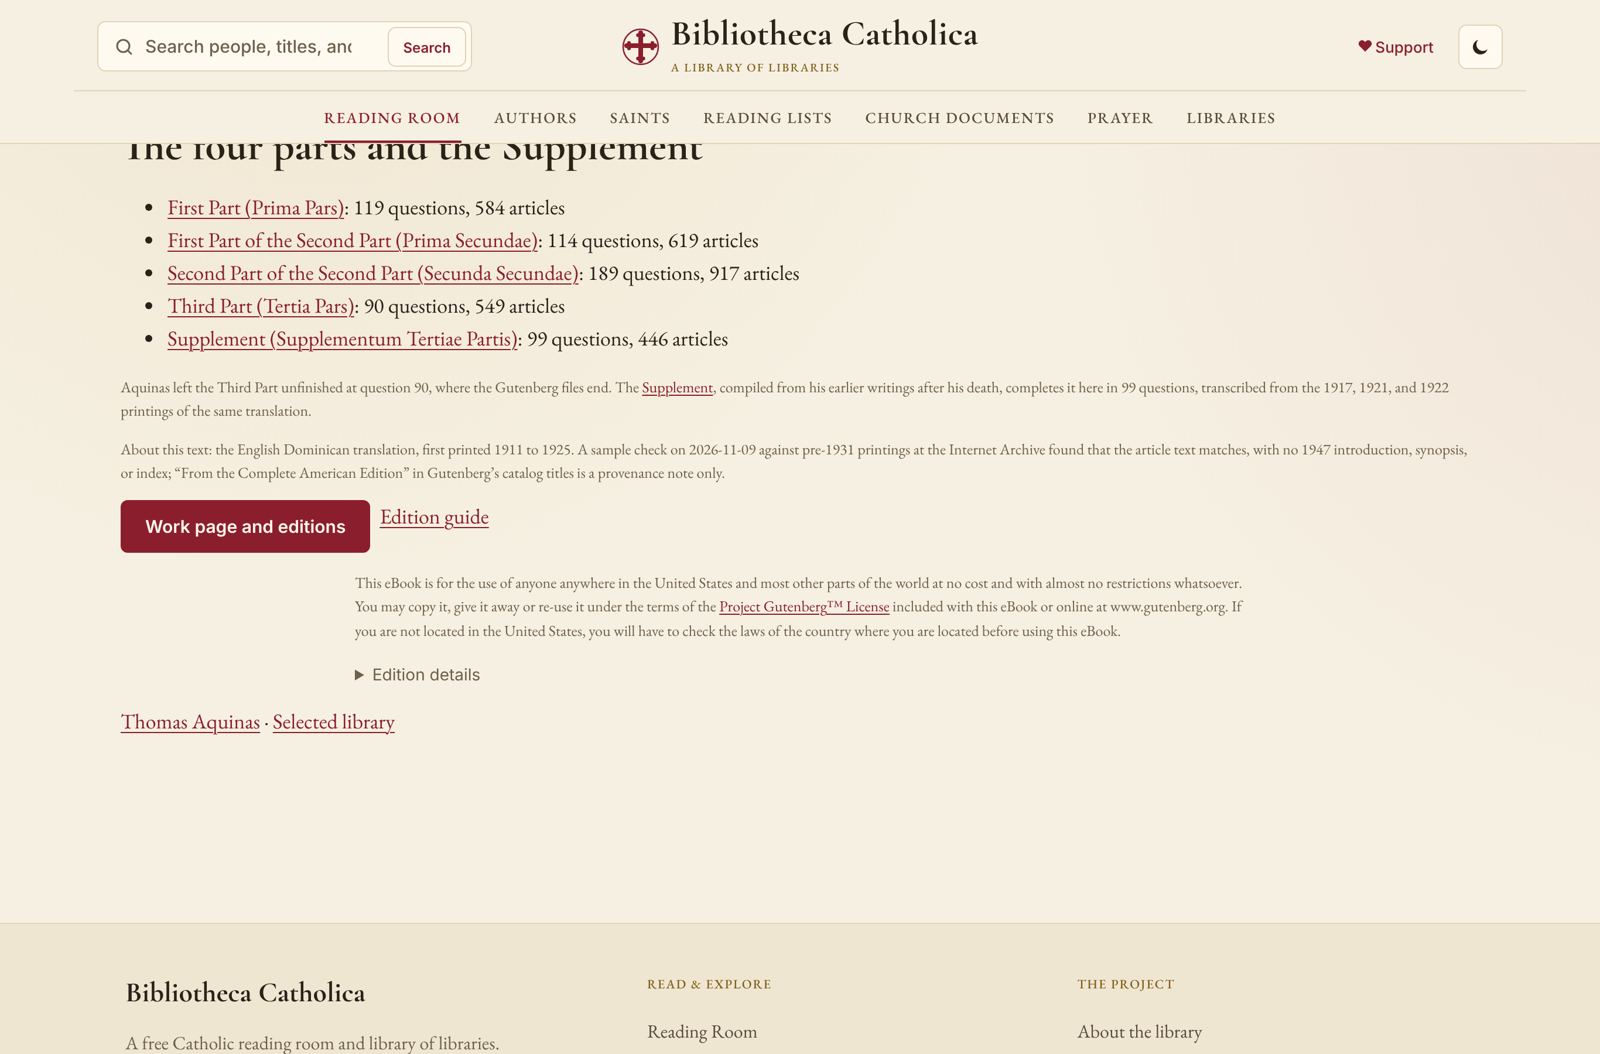 Search people, titles, and
Search
Bibliotheca Catholica
A LIBRARY OF LIBRARIES
Support
READING ROOM
AUTHORS
SAINTS
READING LISTS
CHURCH DOCUMENTS
PRAYER
LIBRARIES
The four parts and the Supplement
• First Part (Prima Pars): 119 questions, 584 articles
• First Part of the Second Part (Prima Secundae): 114 questions, 619 articles
• Second Part of the Second Part (Secunda Secundae): 189 questions, 917 articles
• Third Part (Tertia Pars): 90 questions, 549 articles
• Supplement (Supplementum Tertiae Partis): 99 questions, 446 articles
Aquinas left the Third Part unfinished at question 90, where the Gutenberg files end. The Supplement, compiled from his earlier writings after his death, completes it here in 99 questions, transcribed from the 1917, 1921, and 1922
printings of the same translation.
About this text: the English Dominican translation, first printed 1911 to 1925. A sample check on 2026-11-09 against pre-1931 printings at the Internet Archive found that the article text matches, with no 1947 introduction, synopsis,
or index; “From the Complete American Edition” in Gutenberg’s catalog titles is a provenance note only.
Work page and editions
Edition guide
This eBook is for the use of anyone anywhere in the United States and most other parts of the world at no cost and with almost no restrictions whatsoever.
You may copy it, give it away or re-use it under the terms of the Project Gutenberg™ License included with this eBook or online at www.gutenberg.org. If
you are not located in the United States, you will have to check the laws of the country where you are located before using this eBook.
Edition details
Thomas Aquinas · Selected library
Bibliotheca Catholica
A free Catholic reading room and library of libraries.
READ & EXPLORE
Reading Room
THE PROJECT
About the library